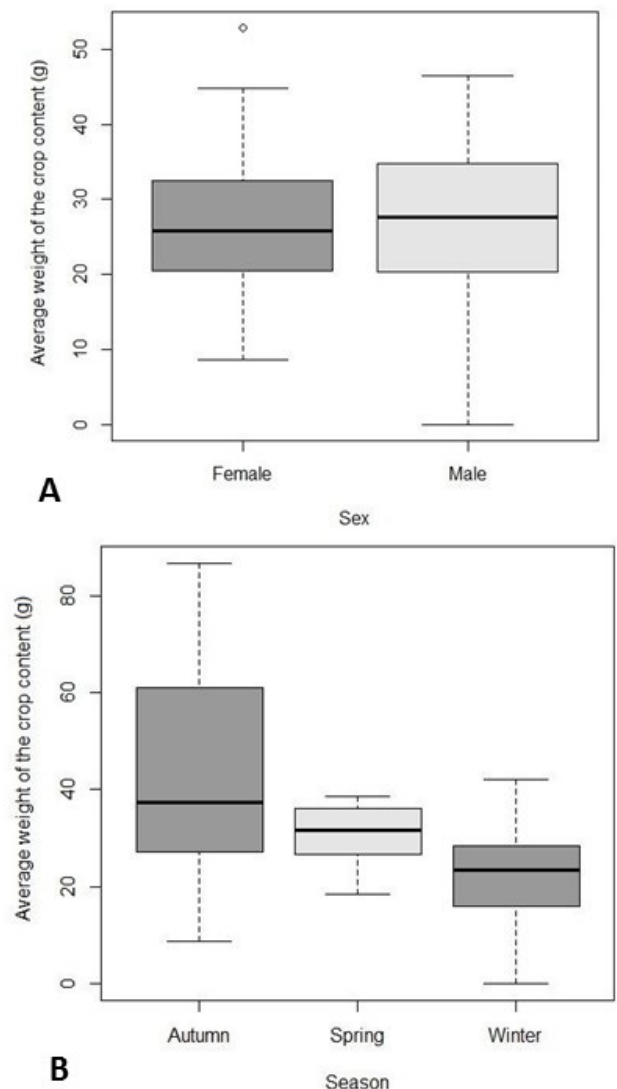 Average weight of the crop content (g)
50
40
30
20
10
0
Female
Male
A
Sex
Average weight of the crop content (g)
80
60
40
20
0
Autumn
Spring
Winter
B
Season